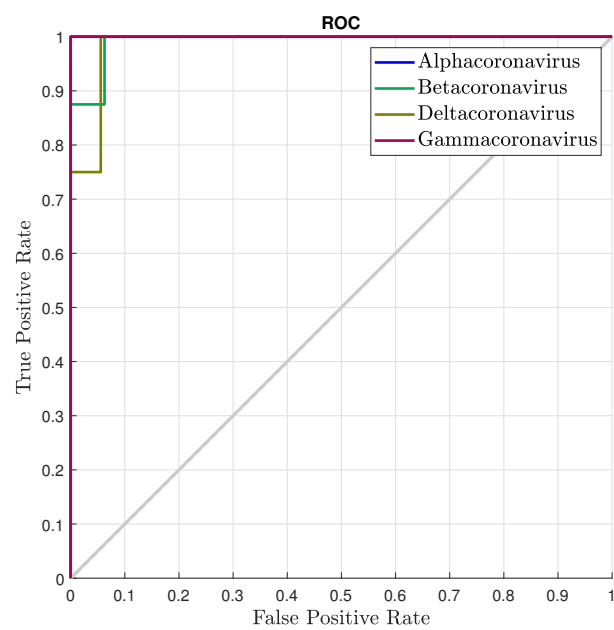 ROC
1
0.9
0.8
0.7
0.6
0.5
0.4
0.3
0.2
0.1
0
True Positive Rate
Alphacoronavirus
Betacoronavirus
Deltacoronavirus
Gammacoronavirus
0 0.1 0.2 0.3 0.4 0.5 0.6 0.7 0.8 0.9 1
False Positive Rate